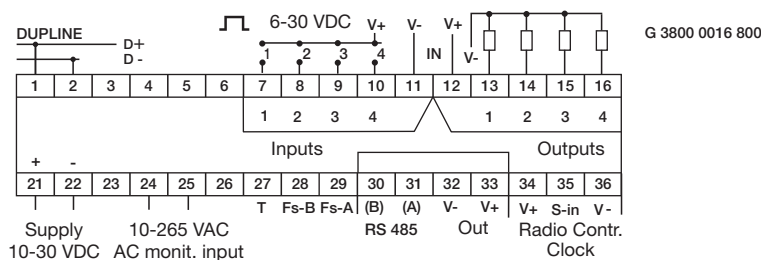 6-30 VDC V+ V- V+
G 3800 0016 800
DUPLINE
D+
D -
1 2 3 4 IN V-
1 2 3 4 5 6 7 8 9 10 11 12 13 14 15 16
1 2 3 4 1 2 3 4
Inputs Outputs
+ -
21 22 23 24 25 26 27 28 29 30 31 32 33 34 35 36
T Fs-B Fs-A (B) (A) V- V+ V+ S-in V -
Supply 10-265 VAC RS 485 Out Radio Contr.
10-30 VDC AC monit. input Clock